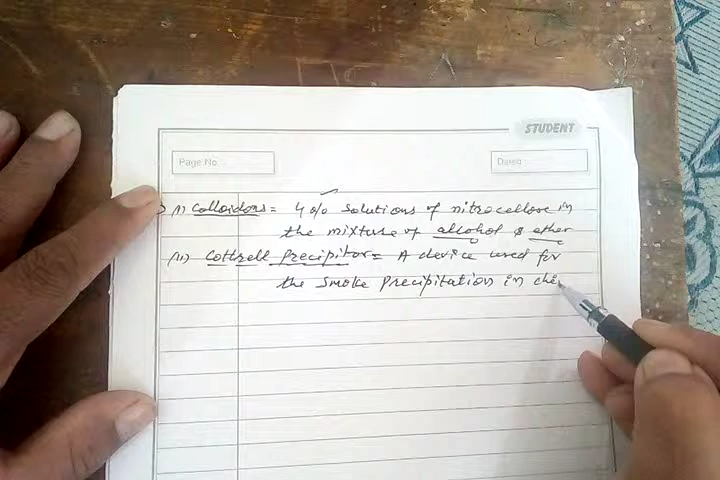 STUDENT
Page No.
Dated
(i) Colloidons = 4% solutions of nitrocellose in
the mixture of alcohol & ether
(ii) Cottrell precipitor = A device used for
the smoke precipitation in che